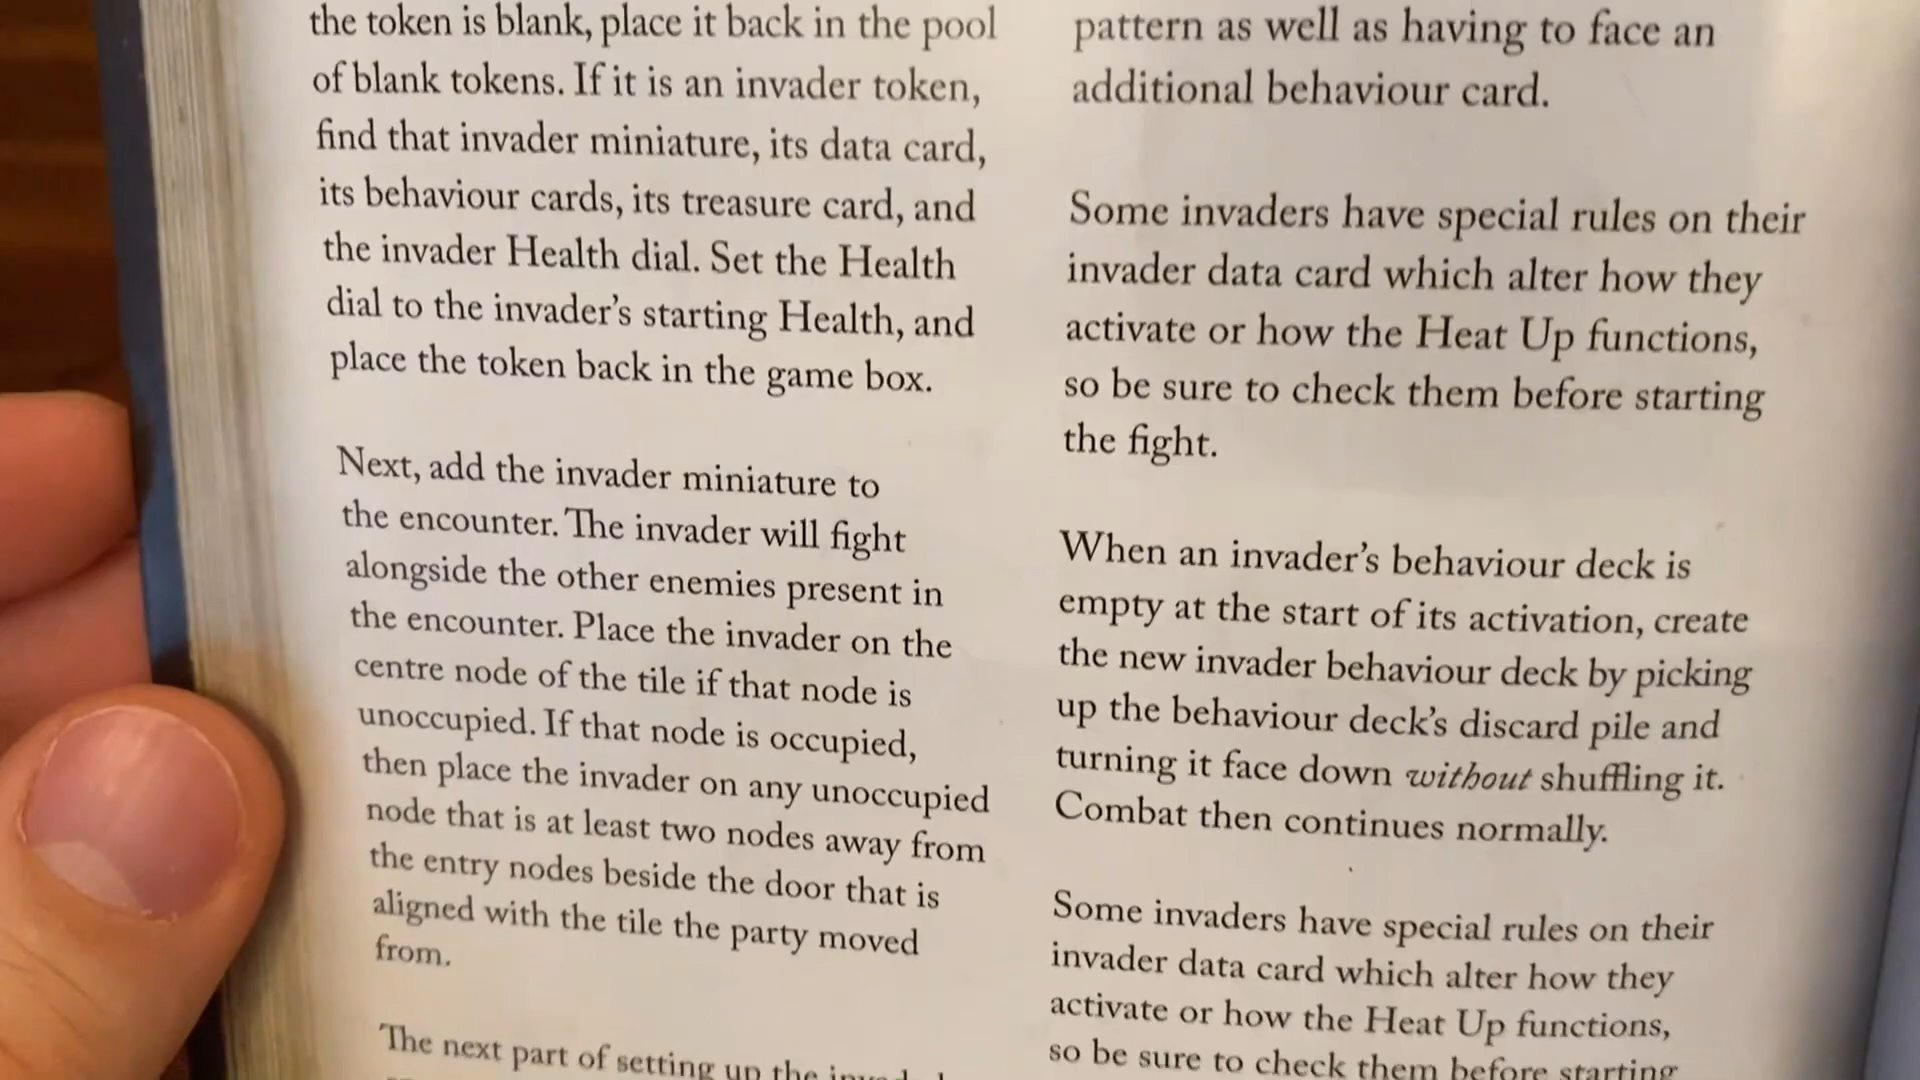 the token is blank, place it back in the pool
of blank tokens. If it is an invader token,
find that invader miniature, its data card,
its behaviour cards, its treasure card, and
the invader Health dial. Set the Health
dial to the invader's starting Health, and
place the token back in the game box.
Next, add the invader miniature to
the encounter. The invader will fight
alongside the other enemies present in
the encounter. Place the invader on the
centre node of the tile if that node is
unoccupied. If that node is occupied,
then place the invader on any unoccupied
node that is at least two nodes away from
the entry nodes beside the door that is
aligned with the tile the party moved
from.
The next part of setting up the
pattern as well as having to face an
additional behaviour card.
Some invaders have special rules on their
invader data card which alter how they
activate or how the Heat Up functions,
so be sure to check them before starting
the fight.
When an invader's behaviour deck is
empty at the start of its activation, create
the new invader behaviour deck by picking
up the behaviour deck's discard pile and
turning it face down without shuffling it.
Combat then continues normally.
Some invaders have special rules on their
invader data card which alter how they
activate or how the Heat Up functions,
so be sure to check them before starting